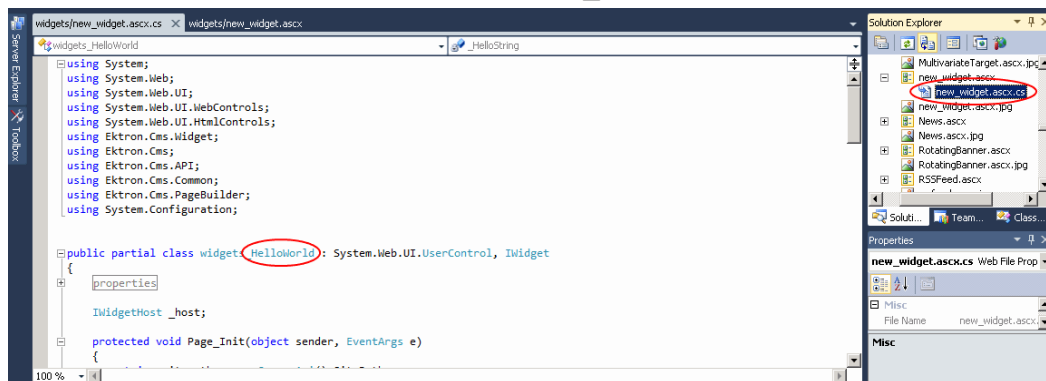 widgets/new_widget.ascx.cs widgets/new_widget.ascx
widgets_HelloWorld _HelloString
Server Explorer
Toolbox
using System;
using System.Web;
using System.Web.UI;
using System.Web.UI.WebControls;
using System.Web.UI.HtmlControls;
using Ektron.Cms.Widget;
using Ektron.Cms;
using Ektron.Cms.API;
using Ektron.Cms.Common;
using Ektron.Cms.PageBuilder;
using System.Configuration;
public partial class widgets_HelloWorld : System.Web.UI.UserControl, IWidget
{
properties
IWidgetHost _host;
protected void Page_Init(object sender, EventArgs e)
{
100 %
Solution Explorer
MultivariateTarget.ascx.jpg
new_widget.ascx
new_widget.ascx.cs
new_widget.ascx.jpg
News.ascx
News.ascx.jpg
RotatingBanner.ascx
RotatingBanner.ascx.jpg
RSSFeed.ascx
Soluti... Team... Class...
Properties
new_widget.ascx.cs Web File Prop
Misc
File Name new_widget.ascx.
Misc